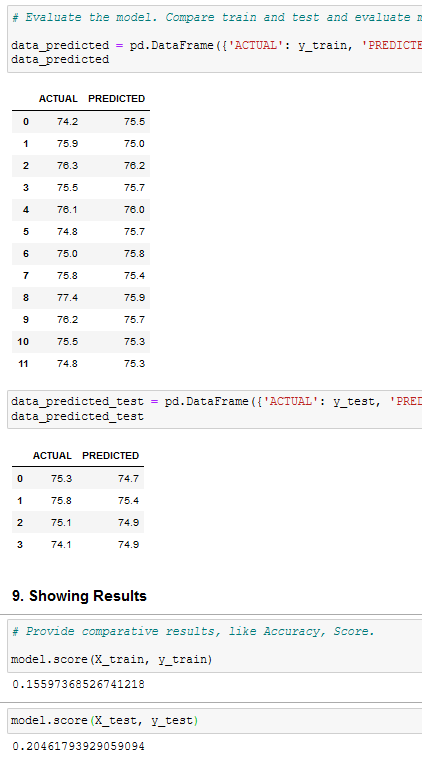 # Evaluate the model. Compare train and test and evaluate
data_predicted = pd.DataFrame({'ACTUAL': y_train, 'PREDICTE
data_predicted
ACTUAL PREDICTED
0 74.2 75.5
1 75.9 75.0
2 76.3 76.2
3 75.5 75.7
4 76.1 76.0
5 74.8 75.7
6 75.0 75.8
7 75.8 75.4
8 77.4 75.9
9 76.2 75.7
10 75.5 75.3
11 74.8 75.3
data_predicted_test = pd.DataFrame({'ACTUAL': y_test, 'PRED
data_predicted_test
ACTUAL PREDICTED
0 75.3 74.7
1 75.8 75.4
2 75.1 74.9
3 74.1 74.9
9. Showing Results
# Provide comparative results, like Accuracy, Score.
model.score(X_train, y_train)
0.15597368526741218
model.score(X_test, y_test)
0.20461793929059094